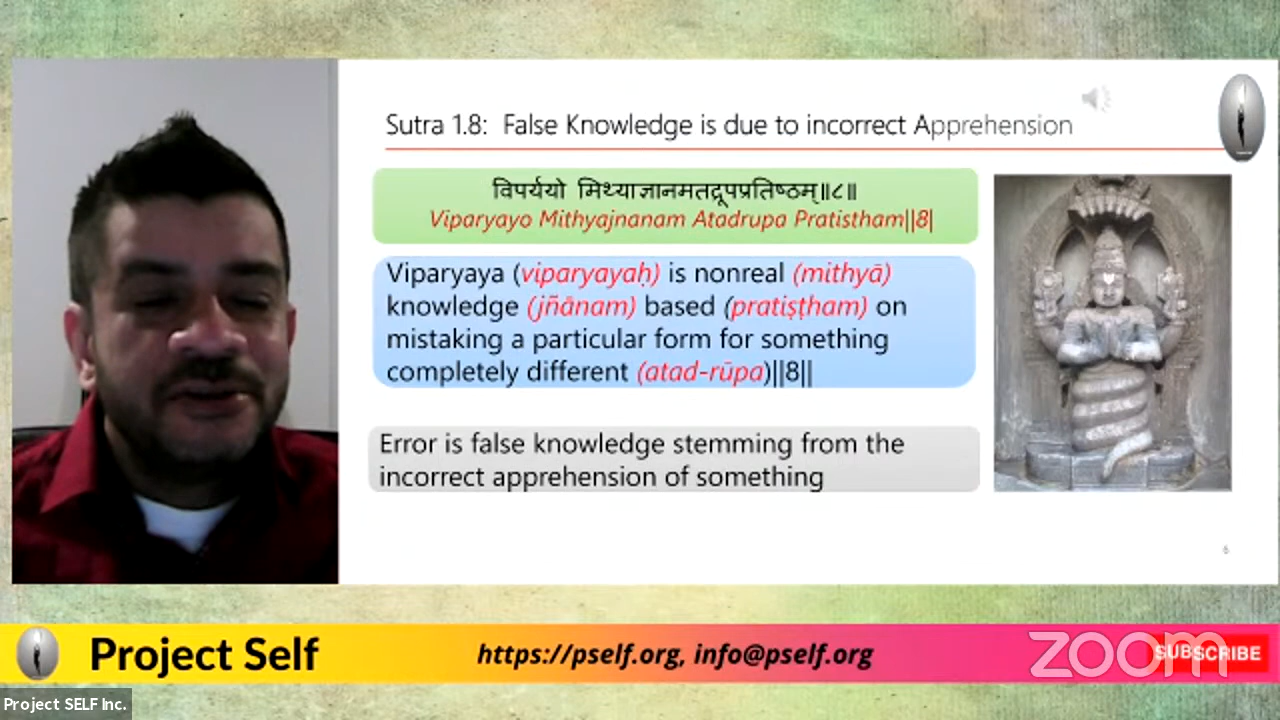 Sutra 1.8: False Knowledge is due to incorrect Apprehension
विपर्ययो मिथ्याज्ञानमतद्रूपप्रतिष्ठम्॥८॥
Viparyayo Mithyajnanam Atadrupa Pratistham||8|
Viparyaya (viparyayaḥ) is nonreal (mithyā)
knowledge (jñānam) based (pratiṣṭham) on
mistaking a particular form for something
completely different (atad-rūpa)||8||
Error is false knowledge stemming from the
incorrect apprehension of something
6
Project Self
https://pself.org, info@pself.org
zoom
SUBSCRIBE
Project SELF Inc.